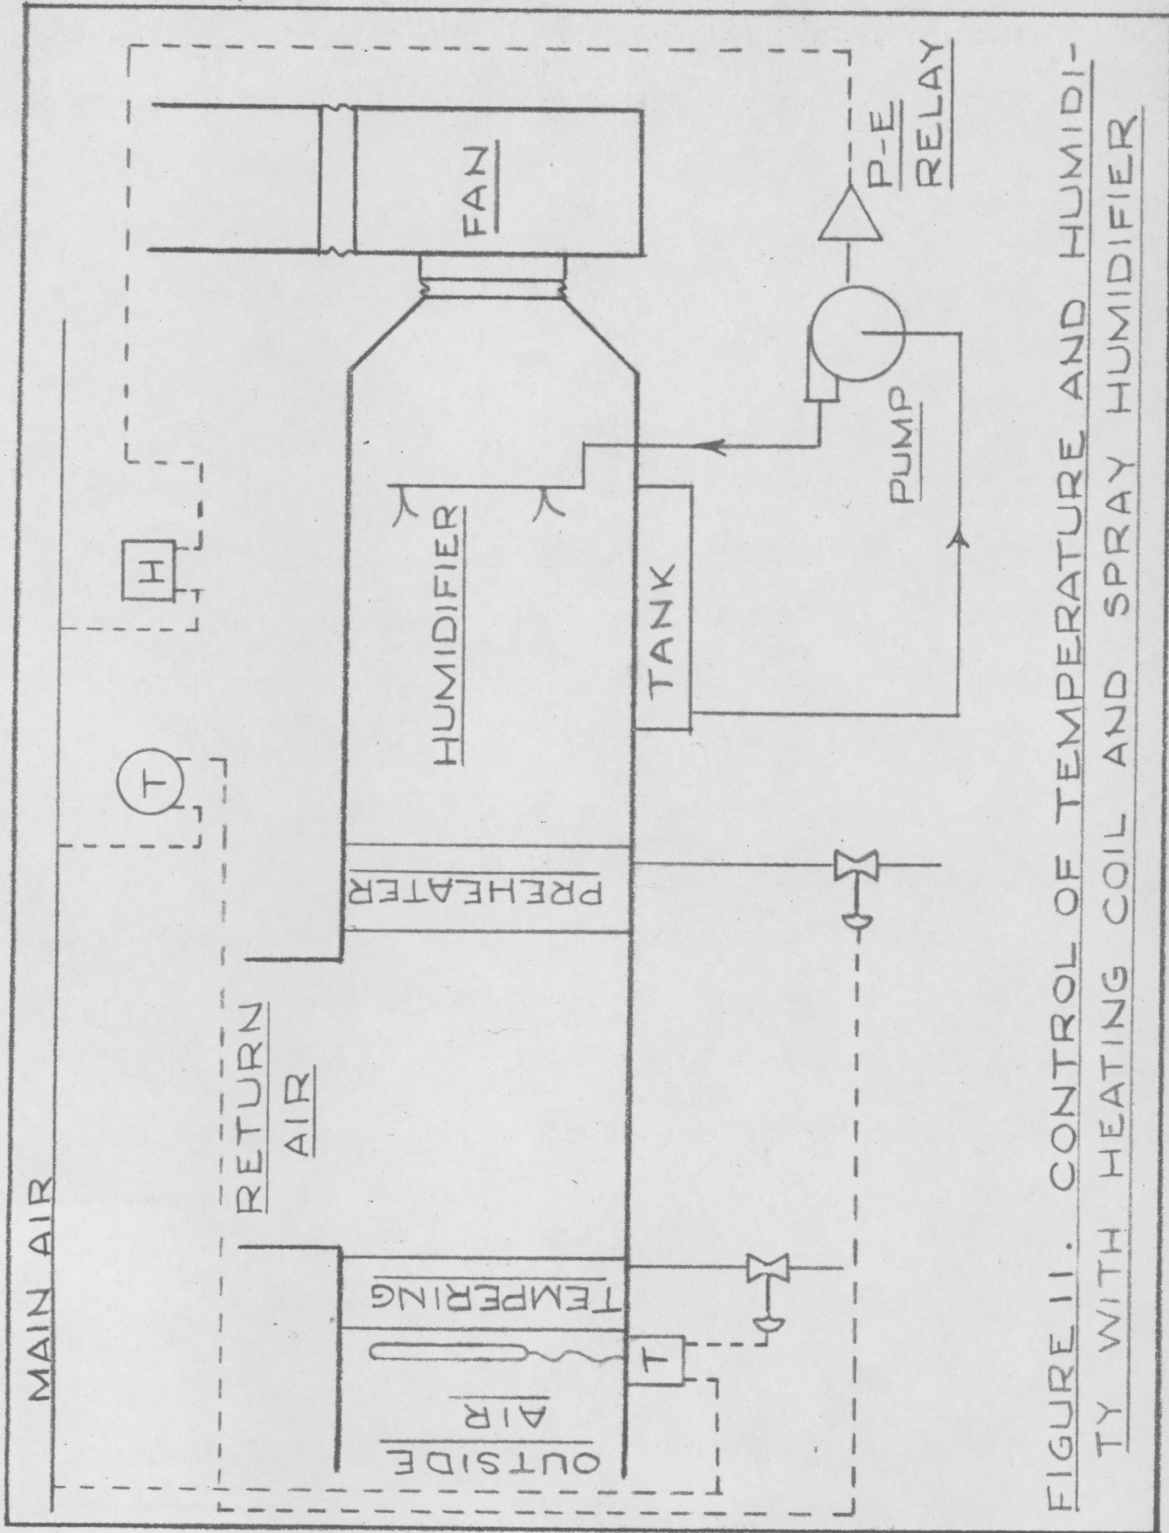 MAIN AIR
T
H
RETURN
AIR
OUTSIDE
AIR
TEMPERING
PREHEATER
HUMIDIFIER
FAN
T
TANK
PUMP
P-E
RELAY
FIGURE 11. CONTROL OF TEMPERATURE AND HUMIDI-
TY WITH HEATING COIL AND SPRAY HUMIDIFIER